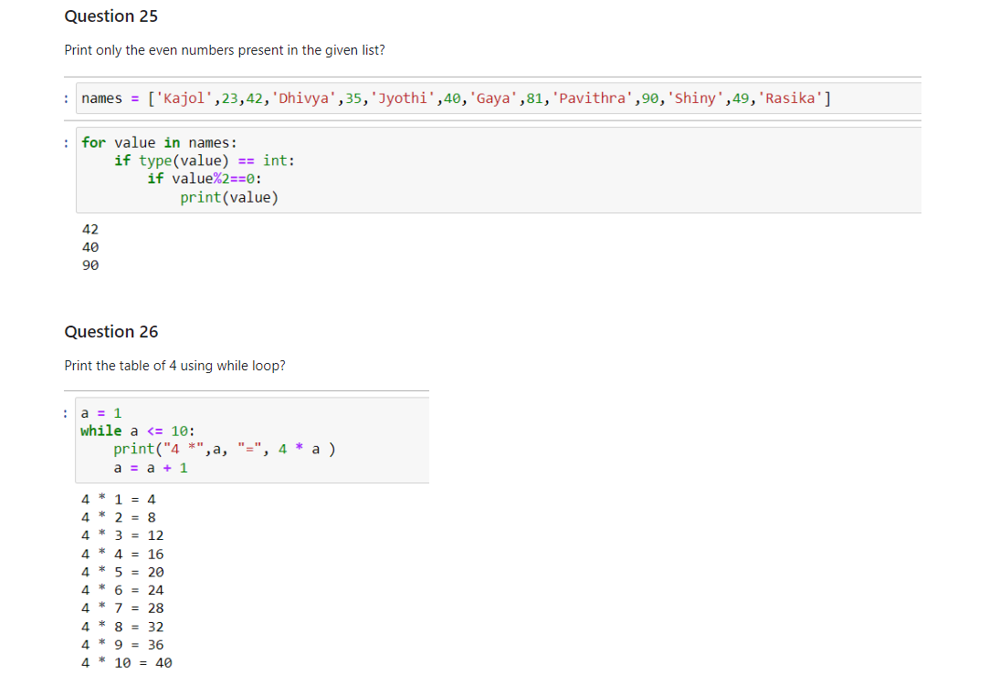 Question 25
Print only the even numbers present in the given list?
: names = ['Kajol',23,42,'Dhivya',35,'Jyothi',40,'Gaya',81,'Pavithra',90,'Shiny',49,'Rasika']
: for value in names:
    if type(value) == int:
        if value%2==0:
            print(value)
42
40
90
Question 26
Print the table of 4 using while loop?
: a = 1
while a <= 10:
    print("4 *",a, "=", 4 * a )
    a = a + 1
4 * 1 = 4
4 * 2 = 8
4 * 3 = 12
4 * 4 = 16
4 * 5 = 20
4 * 6 = 24
4 * 7 = 28
4 * 8 = 32
4 * 9 = 36
4 * 10 = 40